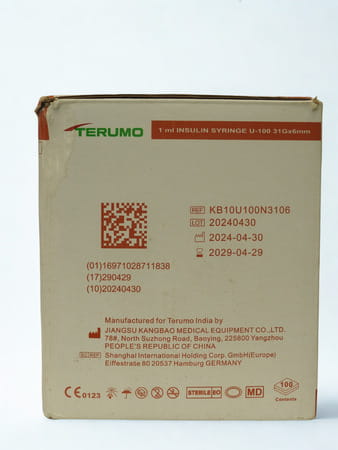 TERUMO
1 ml INSULIN SYRINGE U-100 31Gx6mm
REF KB10U100N3106
LOT 20240430
2024-04-30
2029-04-29
(01)16971028711838
(17)290429
(10)20240430
Manufactured for Terumo India by
JIANGSU KANGBAO MEDICAL EQUIPMENT CO.,LTD.
78#, North Suzhong Road, Baoying, 225800 Yangzhou
PEOPLE'S REPUBLIC OF CHINA
EC REP Shanghai International Holding Corp. GmbH(Europe)
Eiffestrasse 80 20537 Hamburg GERMANY
CE 0123 STERILE EO MD 100
Contents